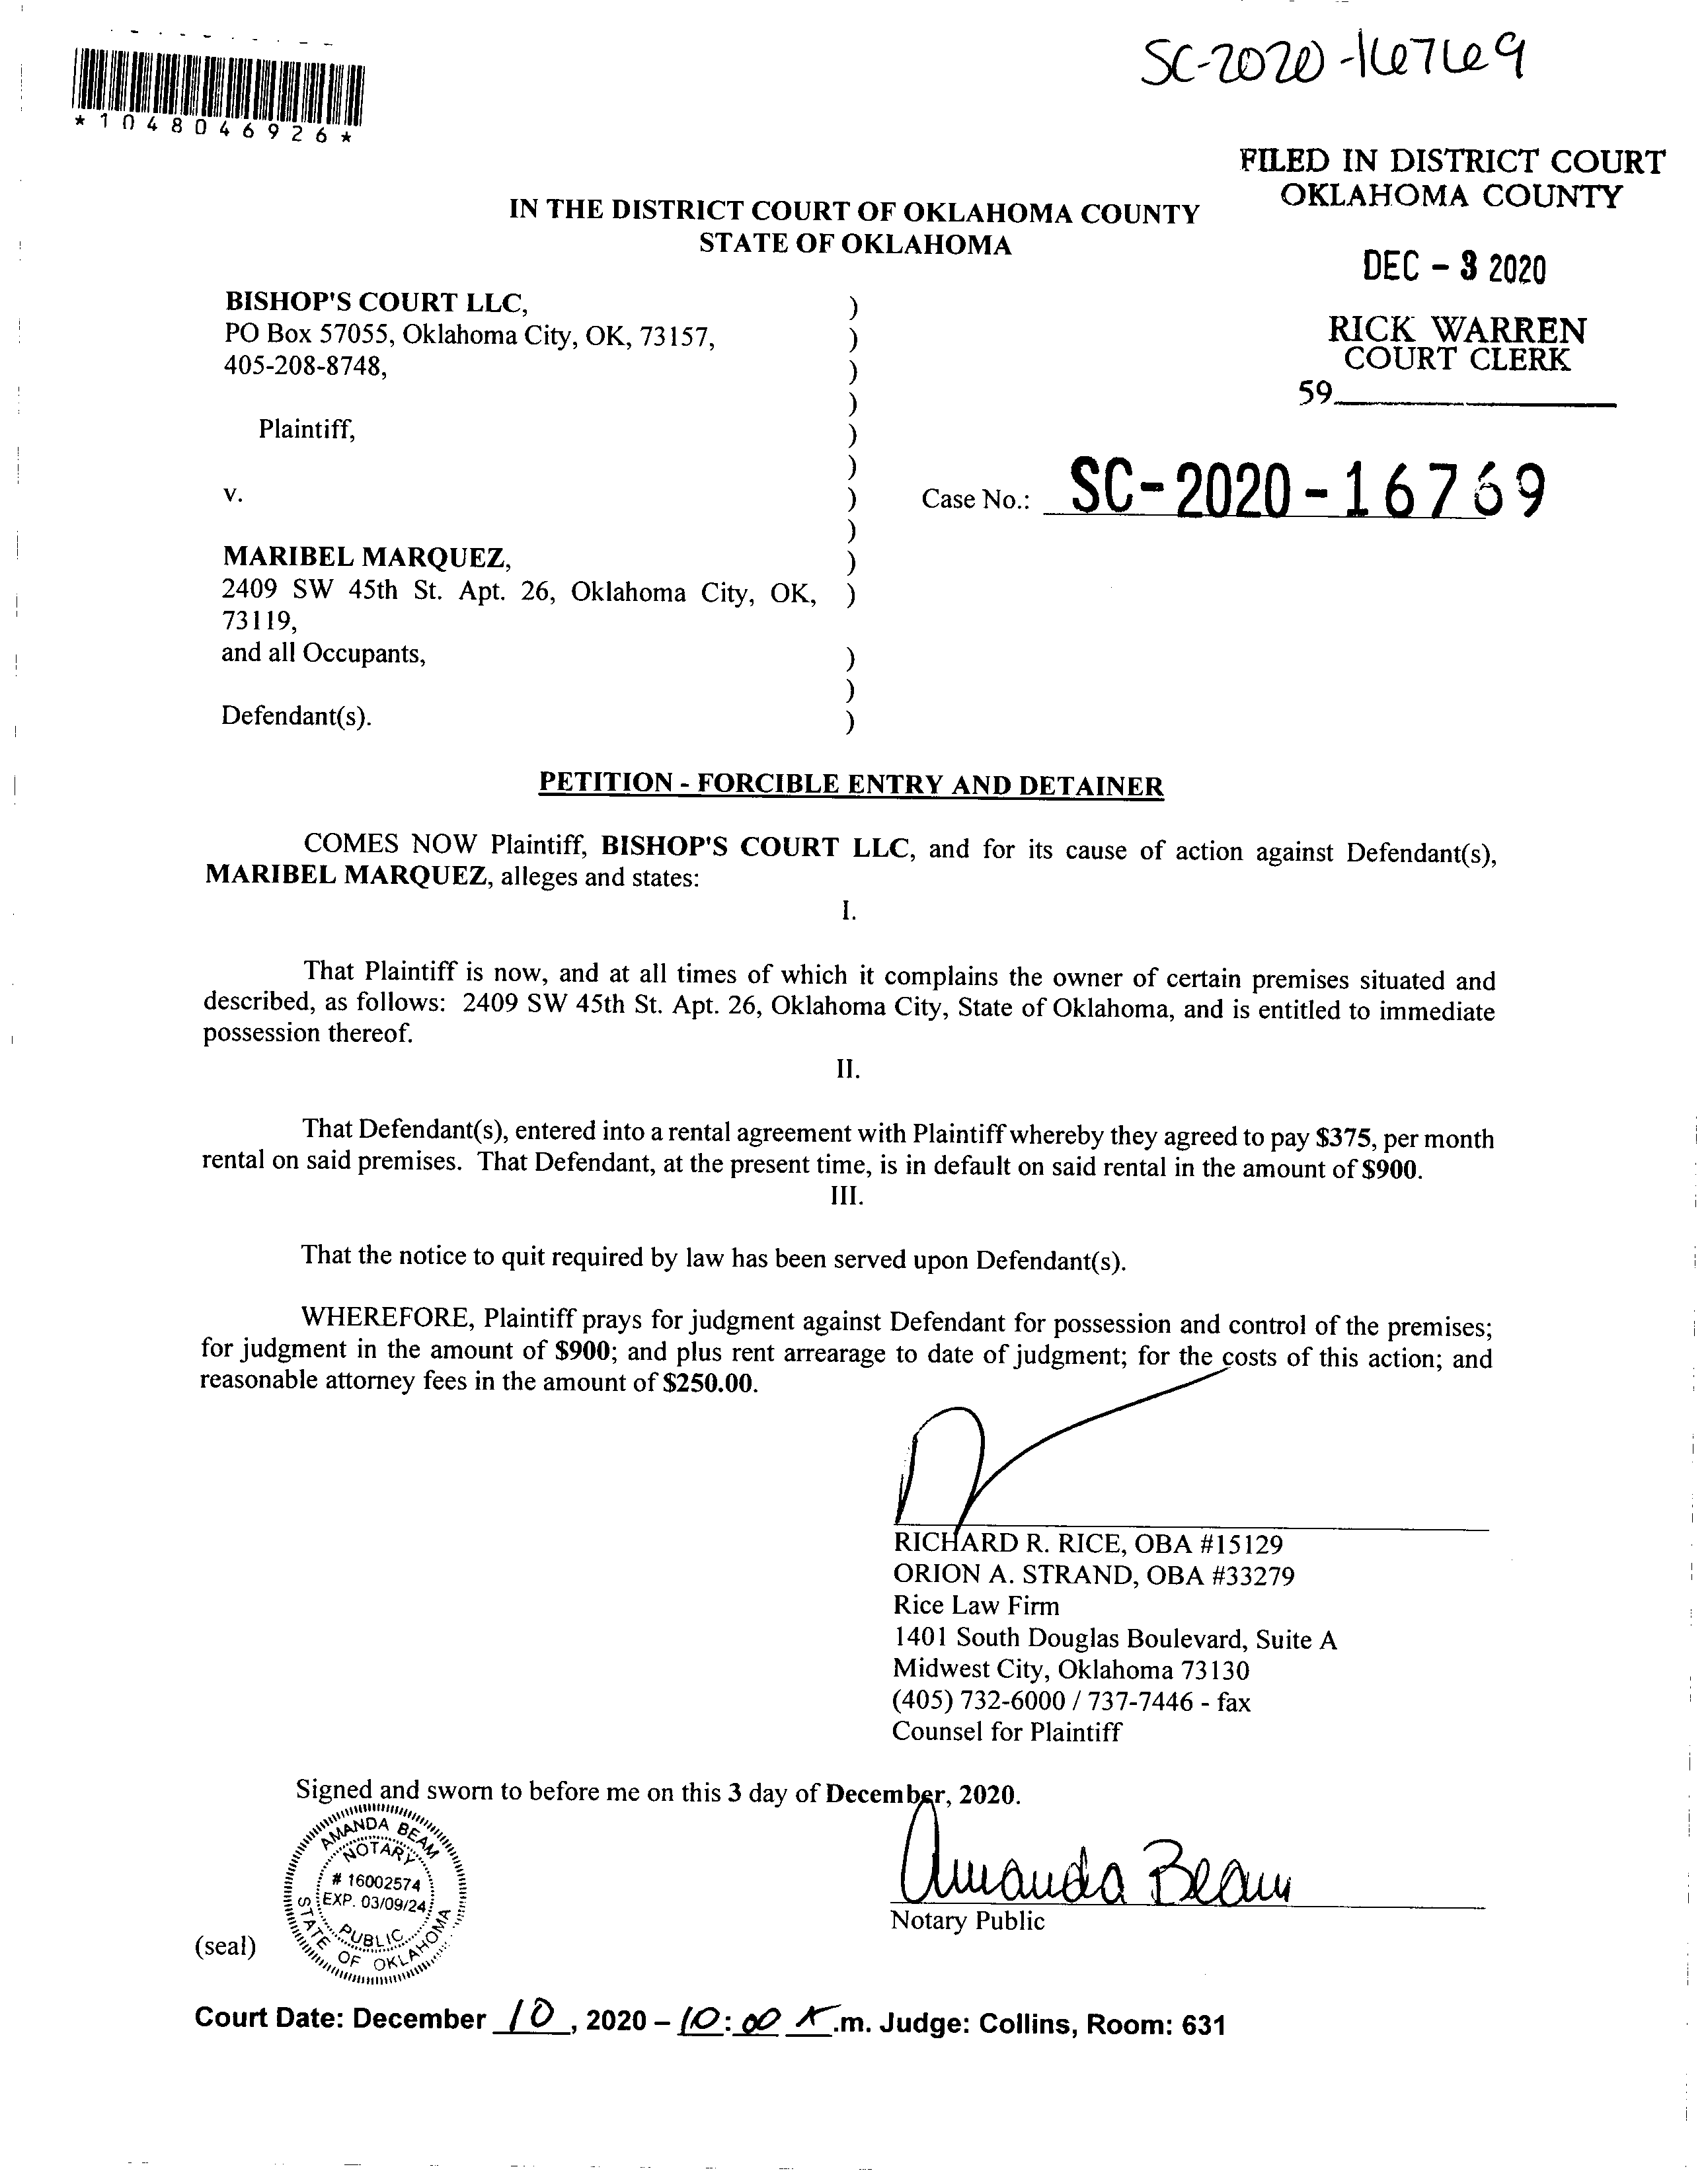 SC-2020-16769
*1048046926*
FILED IN DISTRICT COURT
OKLAHOMA COUNTY
IN THE DISTRICT COURT OF OKLAHOMA COUNTY
STATE OF OKLAHOMA
DEC - 3 2020
RICK WARREN
COURT CLERK
59
BISHOP'S COURT LLC, )
PO Box 57055, Oklahoma City, OK, 73157, )
405-208-8748, )
)
Plaintiff, )
)
v. ) Case No.: SC-2020-16769
)
MARIBEL MARQUEZ, )
2409 SW 45th St. Apt. 26, Oklahoma City, OK, )
73119,
and all Occupants, )
)
Defendant(s). )
PETITION - FORCIBLE ENTRY AND DETAINER
COMES NOW Plaintiff, BISHOP'S COURT LLC, and for its cause of action against Defendant(s),
MARIBEL MARQUEZ, alleges and states:
I.
That Plaintiff is now, and at all times of which it complains the owner of certain premises situated and
described, as follows: 2409 SW 45th St. Apt. 26, Oklahoma City, State of Oklahoma, and is entitled to immediate
possession thereof.
II.
That Defendant(s), entered into a rental agreement with Plaintiff whereby they agreed to pay $375, per month
rental on said premises. That Defendant, at the present time, is in default on said rental in the amount of $900.
III.
That the notice to quit required by law has been served upon Defendant(s).
WHEREFORE, Plaintiff prays for judgment against Defendant for possession and control of the premises;
for judgment in the amount of $900; and plus rent arrearage to date of judgment; for the costs of this action; and
reasonable attorney fees in the amount of $250.00.
RICHARD R. RICE, OBA #15129
ORION A. STRAND, OBA #33279
Rice Law Firm
1401 South Douglas Boulevard, Suite A
Midwest City, Oklahoma 73130
(405) 732-6000 / 737-7446 - fax
Counsel for Plaintiff
Signed and sworn to before me on this 3 day of December, 2020.
AMANDA BEAM
NOTARY
# 16002574
EXP. 03/09/24
PUBLIC
STATE OF OKLAHOMA
Amanda Beam
Notary Public
(seal)
Court Date: December 10, 2020 – 10:00 A.m. Judge: Collins, Room: 631